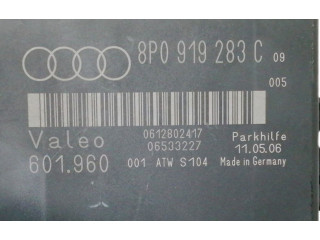 8P0 919 283 C 09
005
Valeo 0612802417 Parkhilfe
06533227 11.05.06
601.960 001 ATW S104 Made in Germany